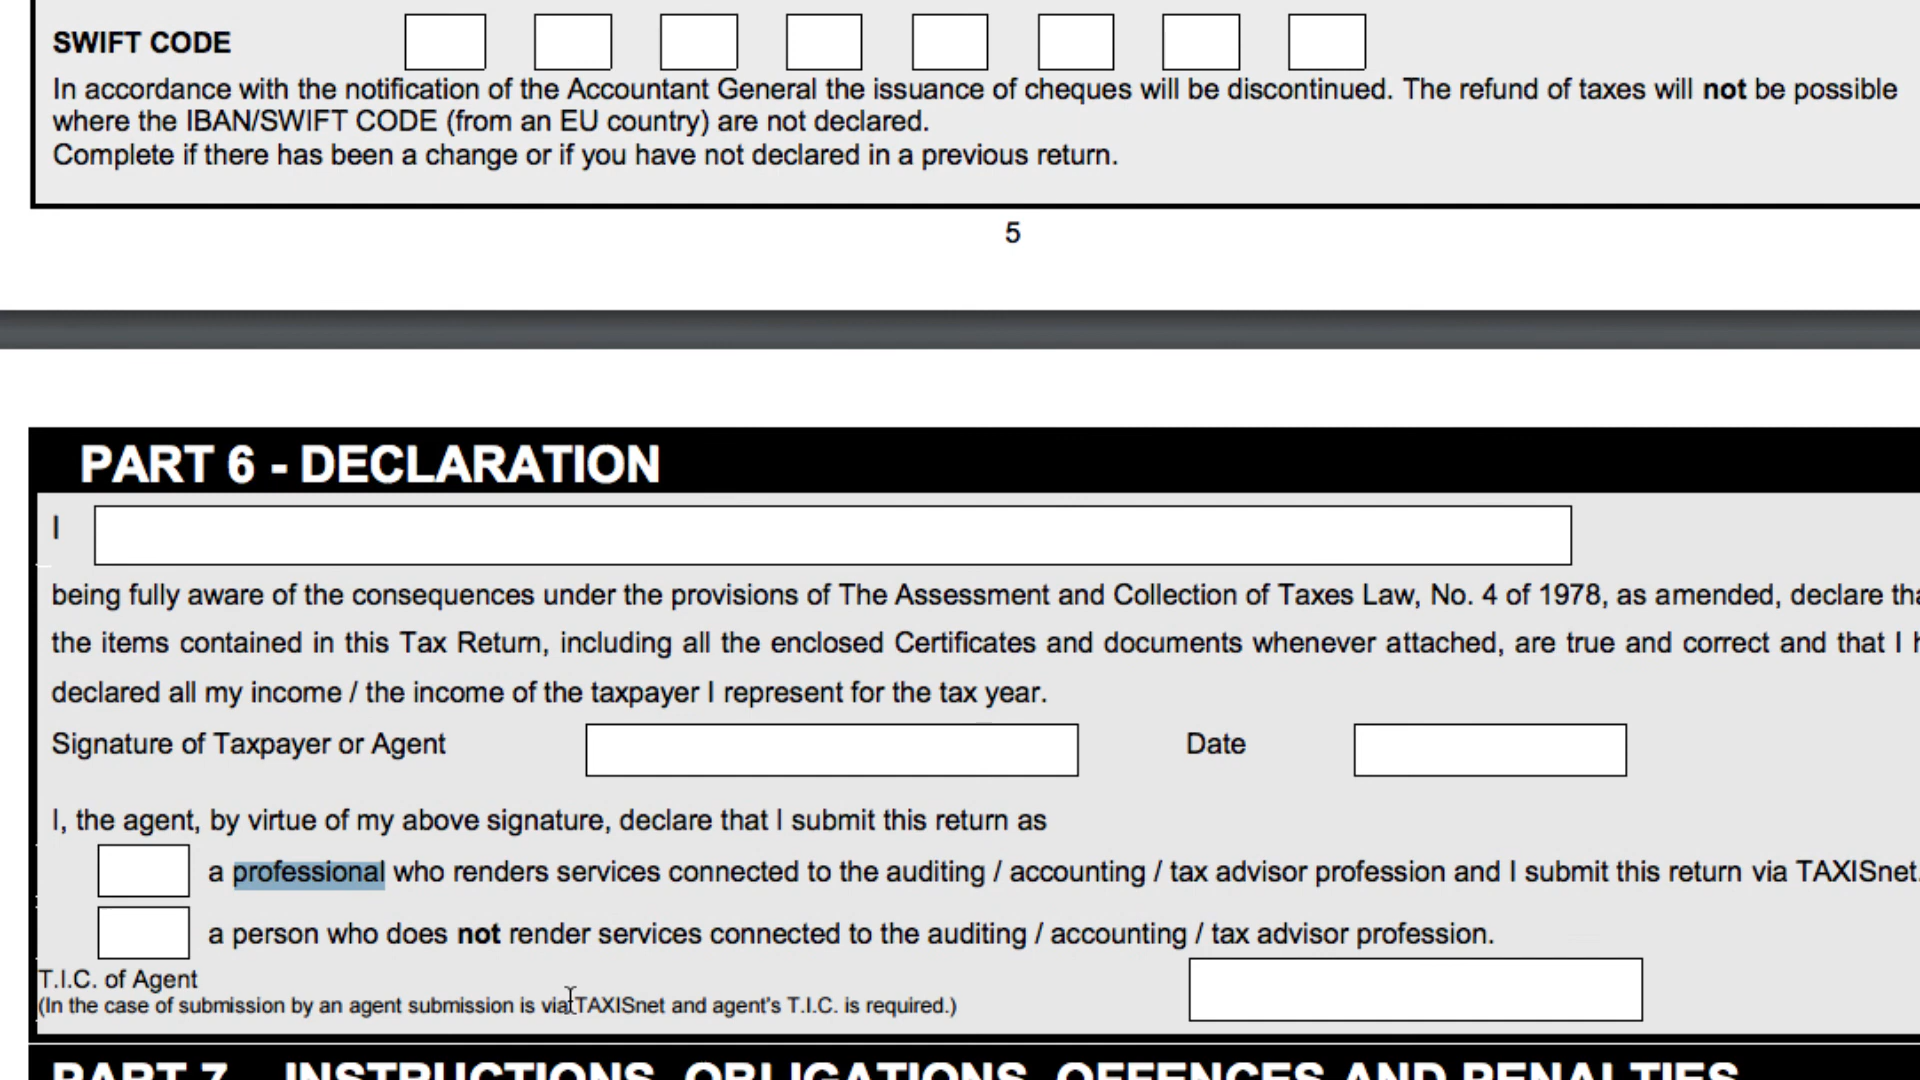 SWIFT CODE
In accordance with the notification of the Accountant General the issuance of cheques will be discontinued. The refund of taxes will not be possible
where the IBAN/SWIFT CODE (from an EU country) are not declared.
Complete if there has been a change or if you have not declared in a previous return.
5
PART 6 - DECLARATION
I
being fully aware of the consequences under the provisions of The Assessment and Collection of Taxes Law, No. 4 of 1978, as amended, declare
the items contained in this Tax Return, including all the enclosed Certificates and documents whenever attached, are true and correct and that I
declared all my income / the income of the taxpayer I represent for the tax year.
Signature of Taxpayer or Agent
Date
I, the agent, by virtue of my above signature, declare that I submit this return as
a professional who renders services connected to the auditing / accounting / tax advisor profession and I submit this return via TAXISnet.
a person who does not render services connected to the auditing / accounting / tax advisor profession.
T.I.C. of Agent
(In the case of submission by an agent submission is via TAXISnet and agent's T.I.C. is required.)
PART 7 INSTRUCTIONS, OBLIGATIONS, OFFENCES AND PENALTIES